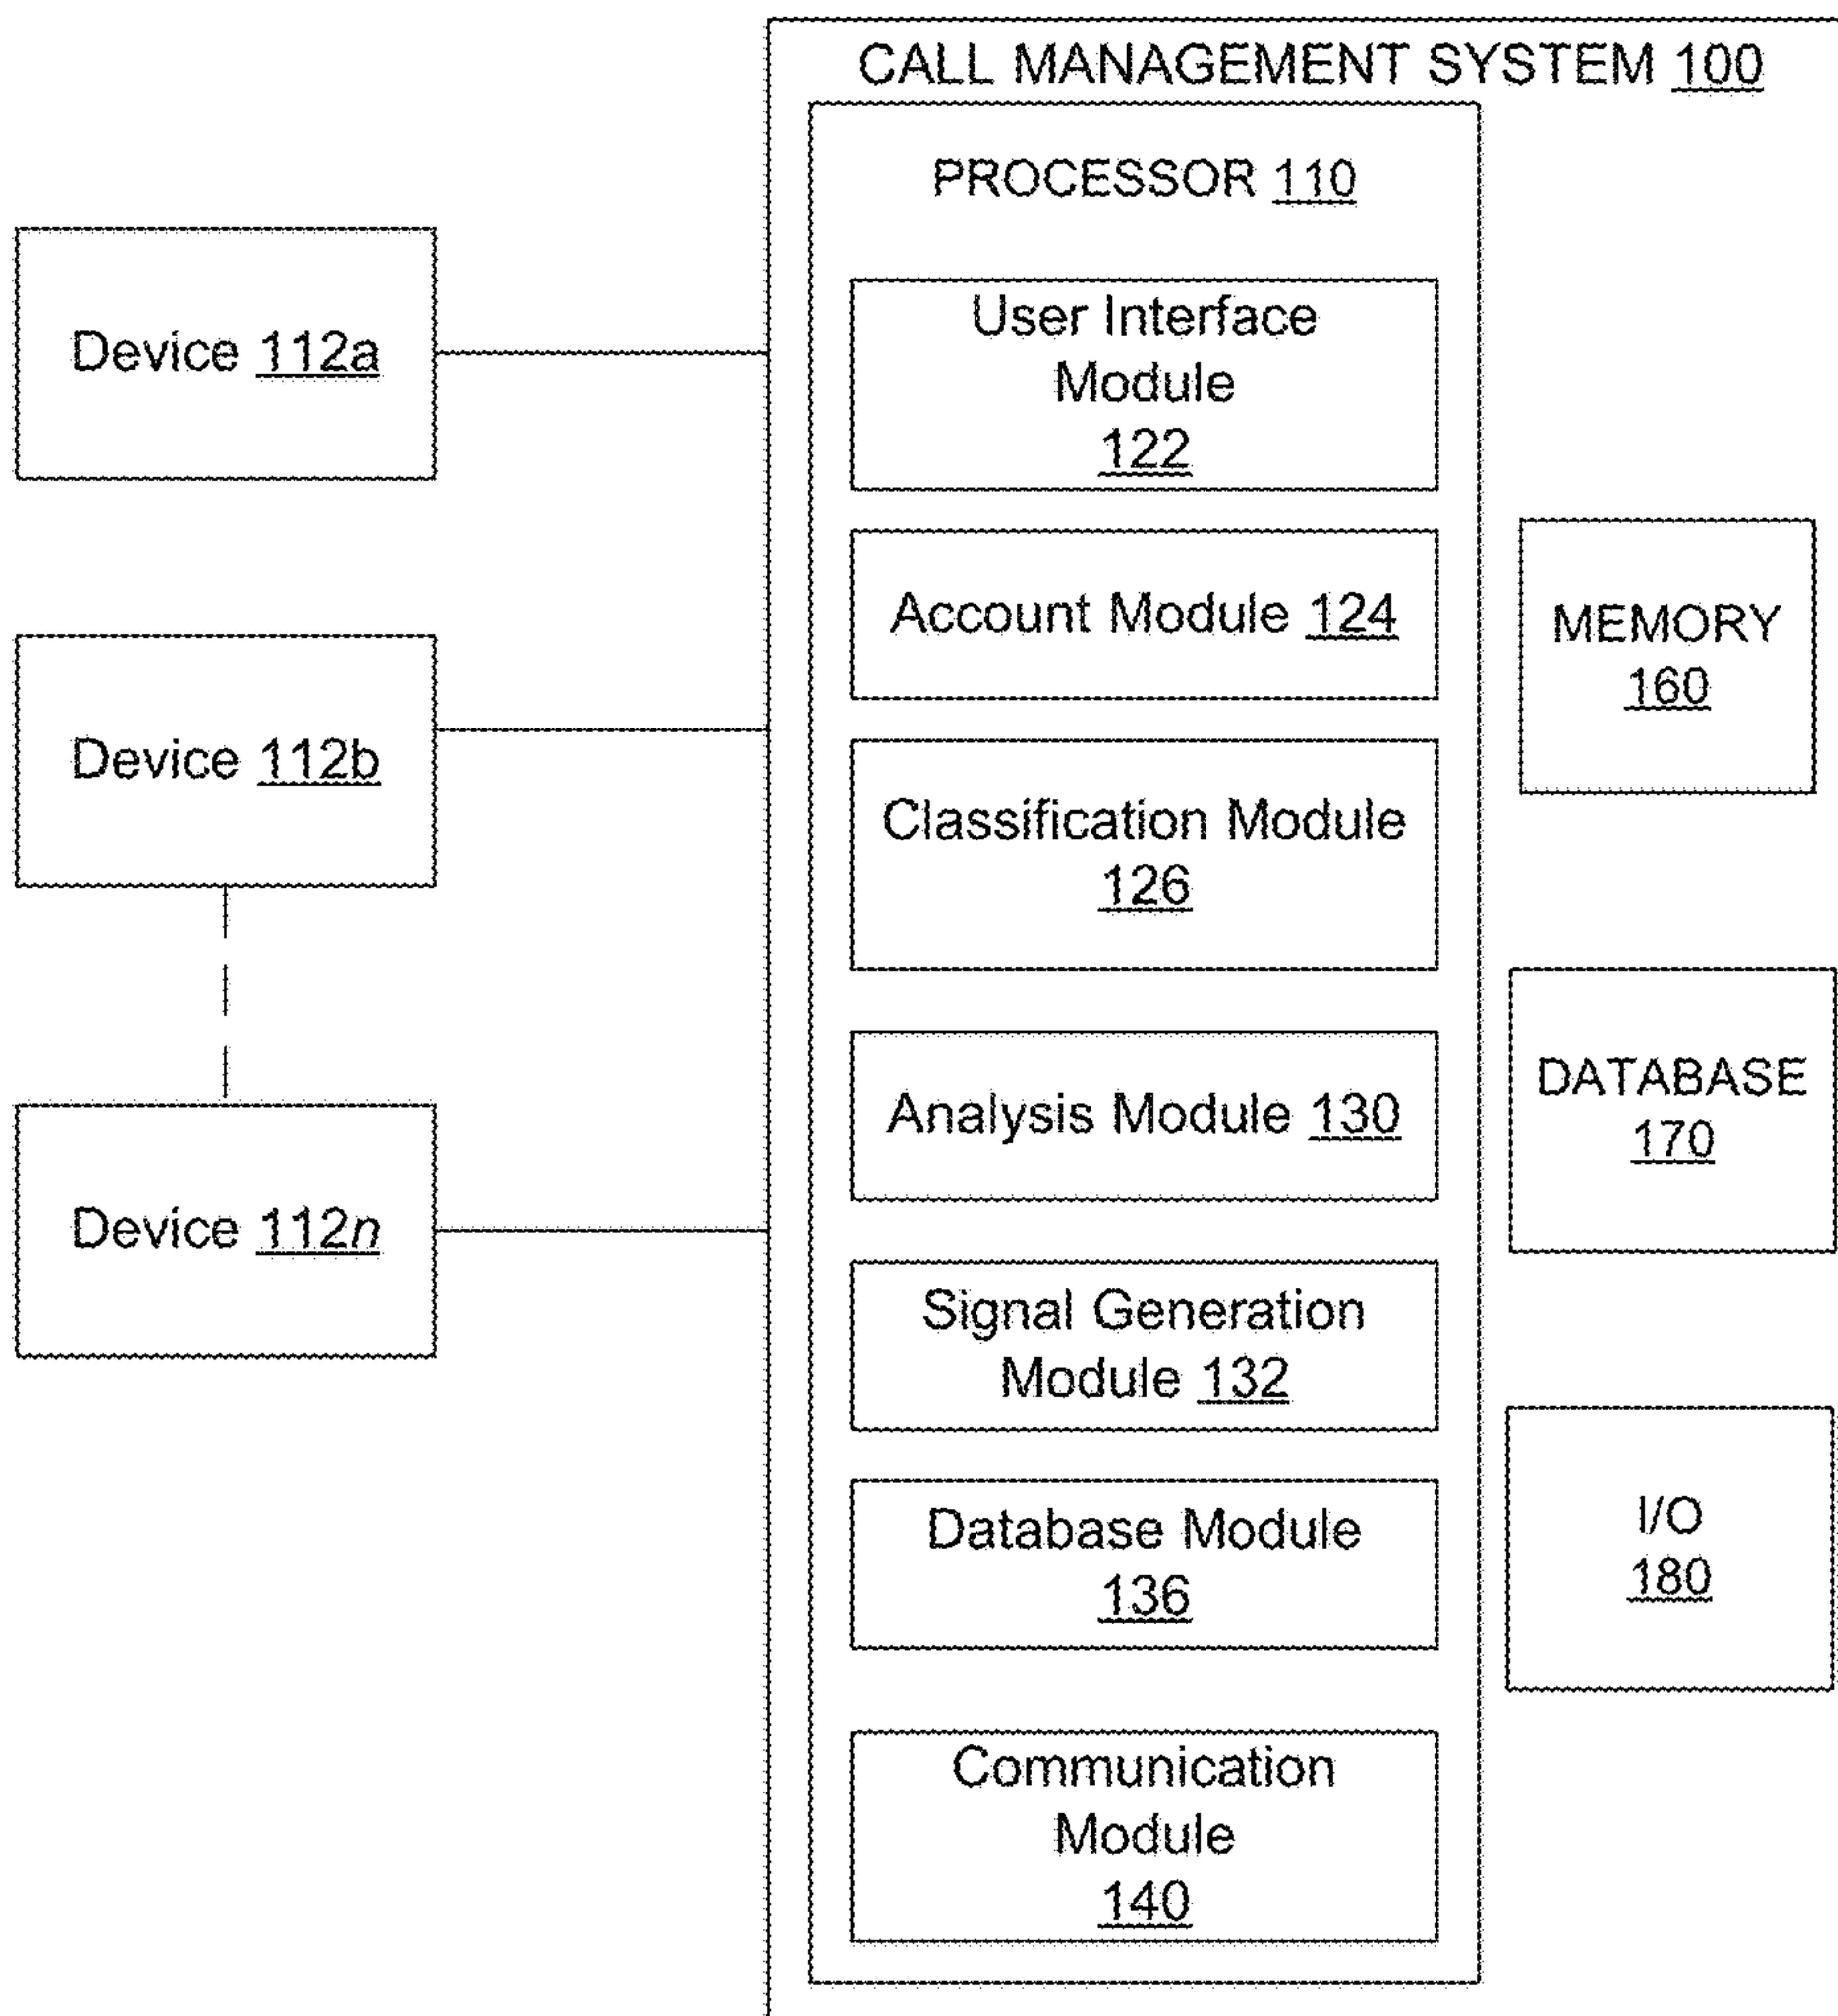 CALL MANAGEMENT SYSTEM 100
PROCESSOR 110
Device 112a
Device 112b
Device 112n
User Interface
Module
122
Account Module 124
Classification Module
126
Analysis Module 130
Signal Generation
Module 132
Database Module
136
Communication
Module
140
MEMORY
160
DATABASE
170
I/O
180